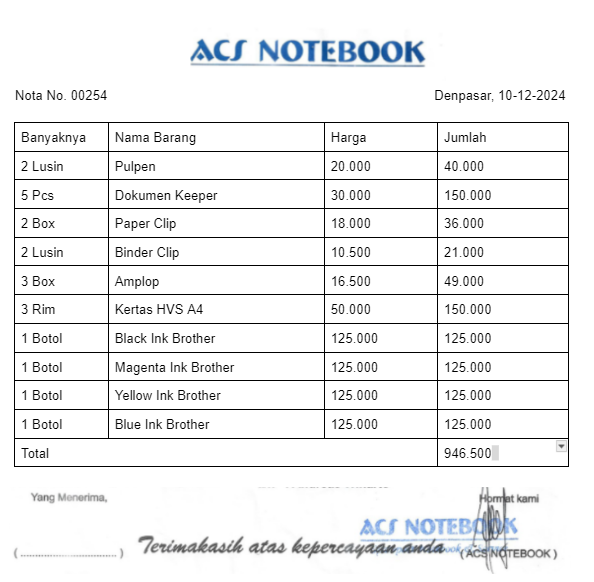 ACS NOTEBOOK
Nota No. 00254 Denpasar, 10-12-2024
Banyaknya Nama Barang Harga Jumlah
2 Lusin Pulpen 20.000 40.000
5 Pcs Dokumen Keeper 30.000 150.000
2 Box Paper Clip 18.000 36.000
2 Lusin Binder Clip 10.500 21.000
3 Box Amplop 16.500 49.000
3 Rim Kertas HVS A4 50.000 150.000
1 Botol Black Ink Brother 125.000 125.000
1 Botol Magenta Ink Brother 125.000 125.000
1 Botol Yellow Ink Brother 125.000 125.000
1 Botol Blue Ink Brother 125.000 125.000
Total 946.500
Yang Menerima, Hormat kami
ACS NOTEBOOK
(..............................) Terimakasih atas kepercayaan anda (ACS NOTEBOOK)